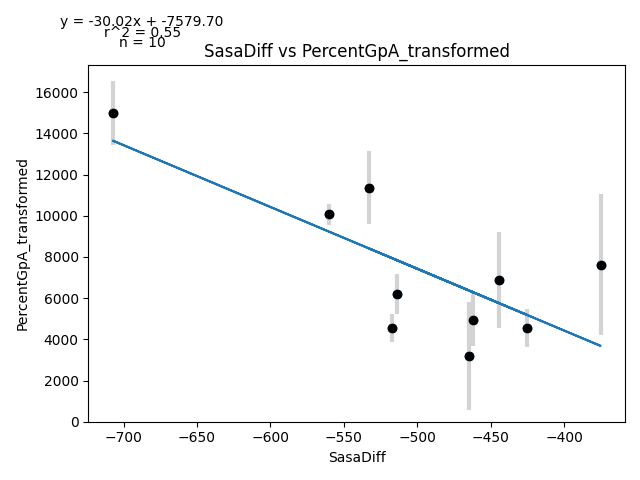 y = -30.02x + -7579.70
r^2 = 0.55
n = 10
SasaDiff vs PercentGpA_transformed
PercentGpA_transformed
16000
14000
12000
10000
8000
6000
4000
2000
0
−700
−650
−600
−550
−500
−450
−400
SasaDiff